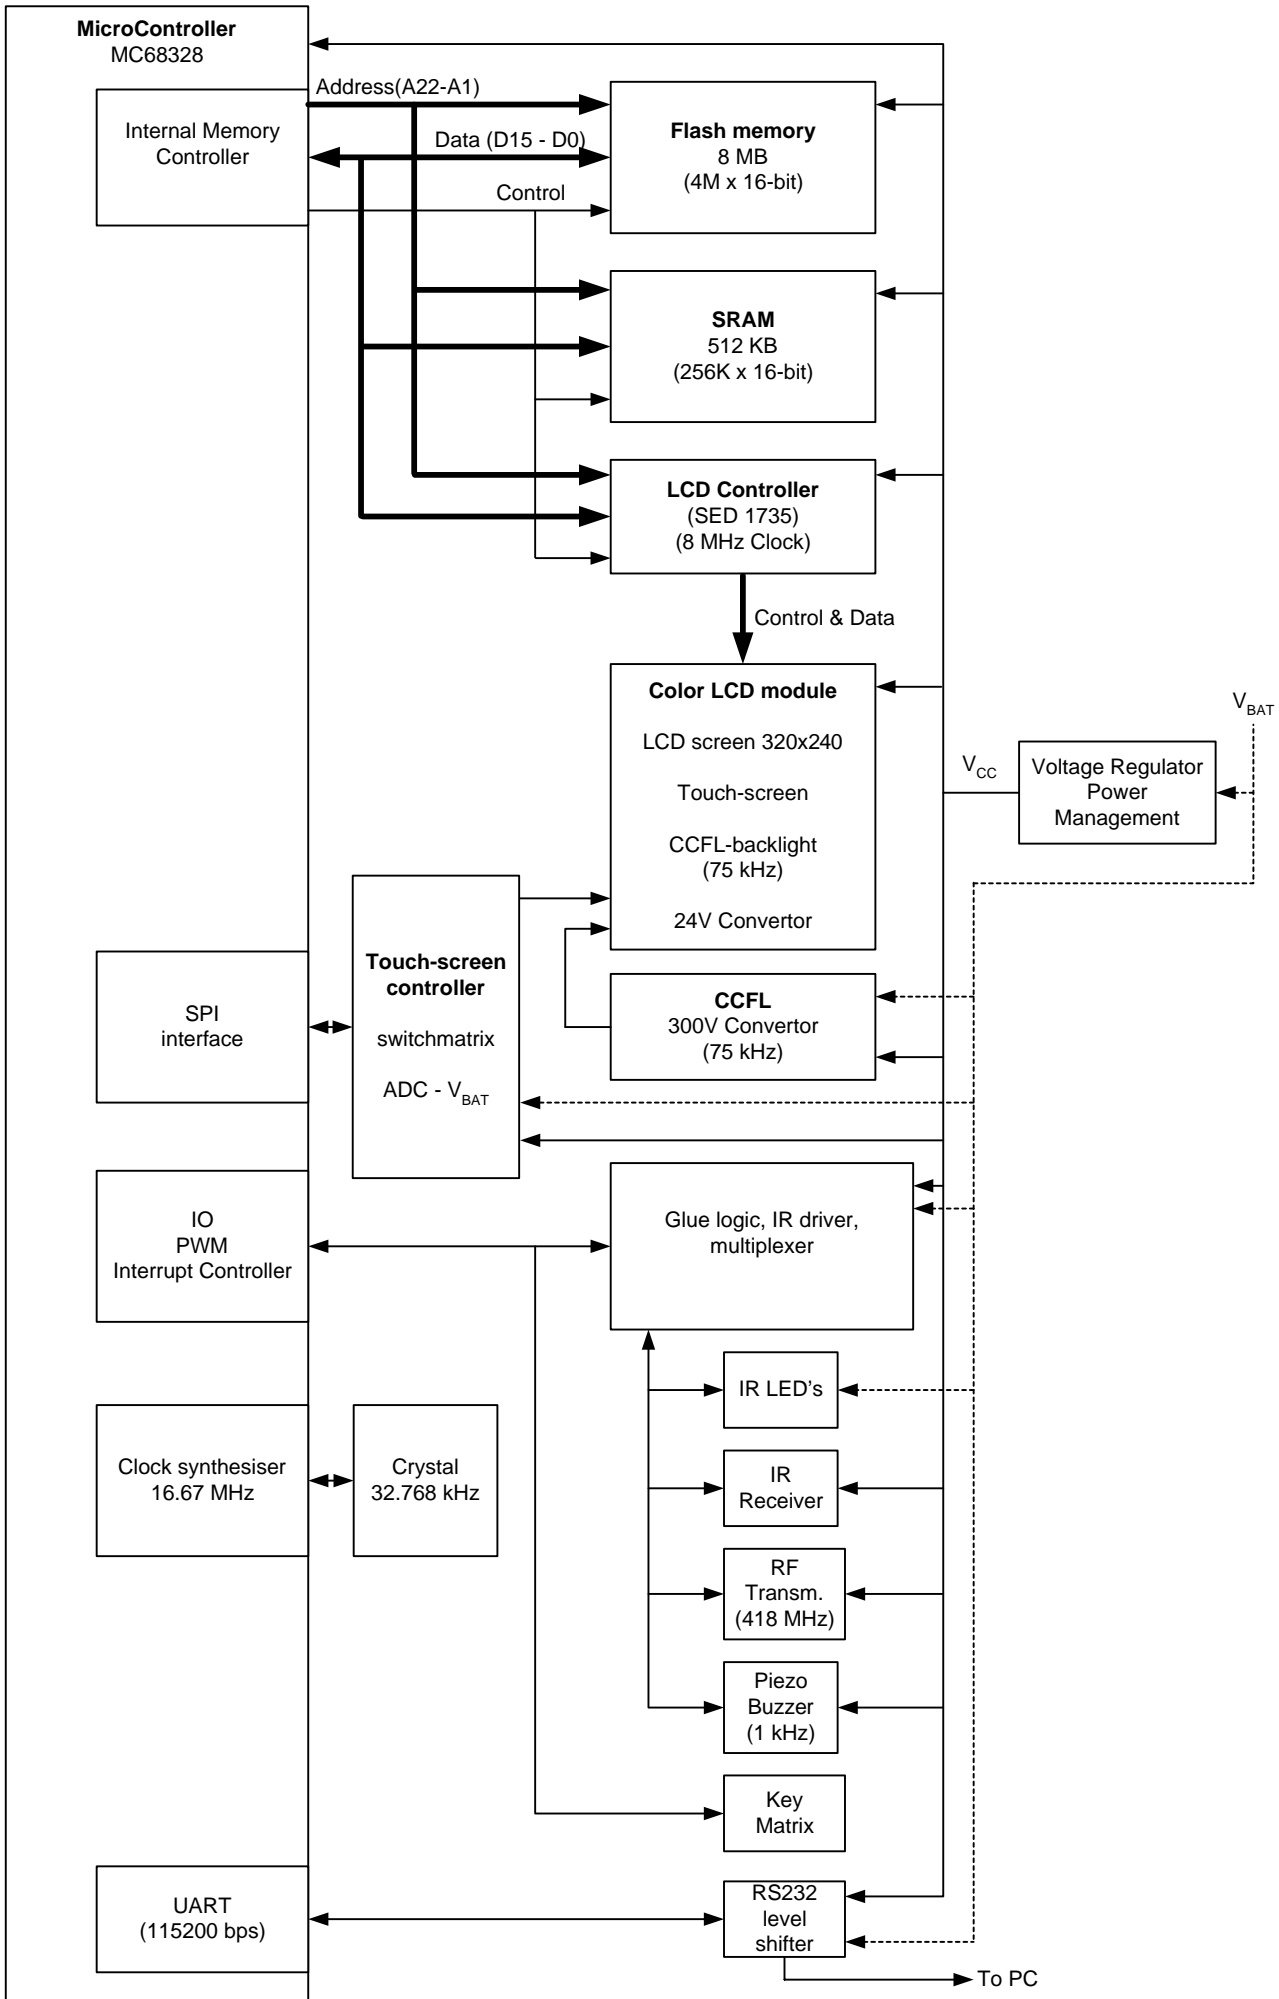 MicroController
MC68328
Internal Memory
Controller
Address(A22-A1)
Data (D15 - D0)
Control
Flash memory
8 MB
(4M x 16-bit)
SRAM
512 KB
(256K x 16-bit)
LCD Controller
(SED 1735)
(8 MHz Clock)
Control & Data
Color LCD module
LCD screen 320x240
Touch-screen
CCFL-backlight
(75 kHz)
24V Convertor
VCC
Voltage Regulator
Power
Management
VBAT
SPI
interface
Touch-screen
controller
switchmatrix
ADC - VBAT
CCFL
300V Convertor
(75 kHz)
IO
PWM
Interrupt Controller
Glue logic, IR driver,
multiplexer
IR LED's
Clock synthesiser
16.67 MHz
Crystal
32.768 kHz
IR
Receiver
RF
Transm.
(418 MHz)
Piezo
Buzzer
(1 kHz)
Key
Matrix
UART
(115200 bps)
RS232
level
shifter
To PC